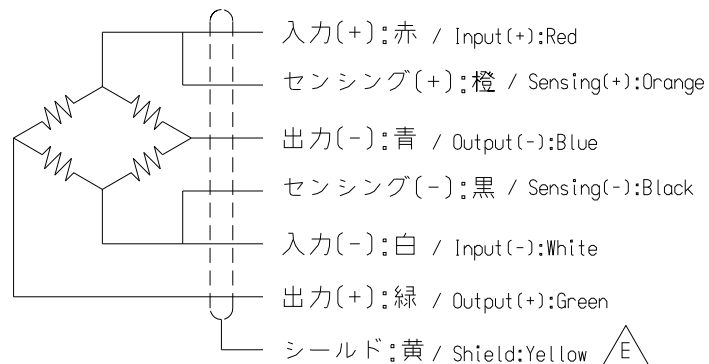 入力(+):赤 / Input(+):Red
センシング(+):橙 / Sensing(+):Orange
出力(-):青 / Output(-):Blue
センシング(-):黒 / Sensing(-):Black
入力(-):白 / Input(-):White
出力(+):緑 / Output(+):Green
シールド:黄 / Shield:Yellow E